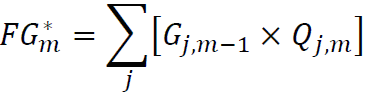 FG*ₘ = ∑ⱼ[Gⱼ,ₘ₋₁ × Qⱼ,ₘ]